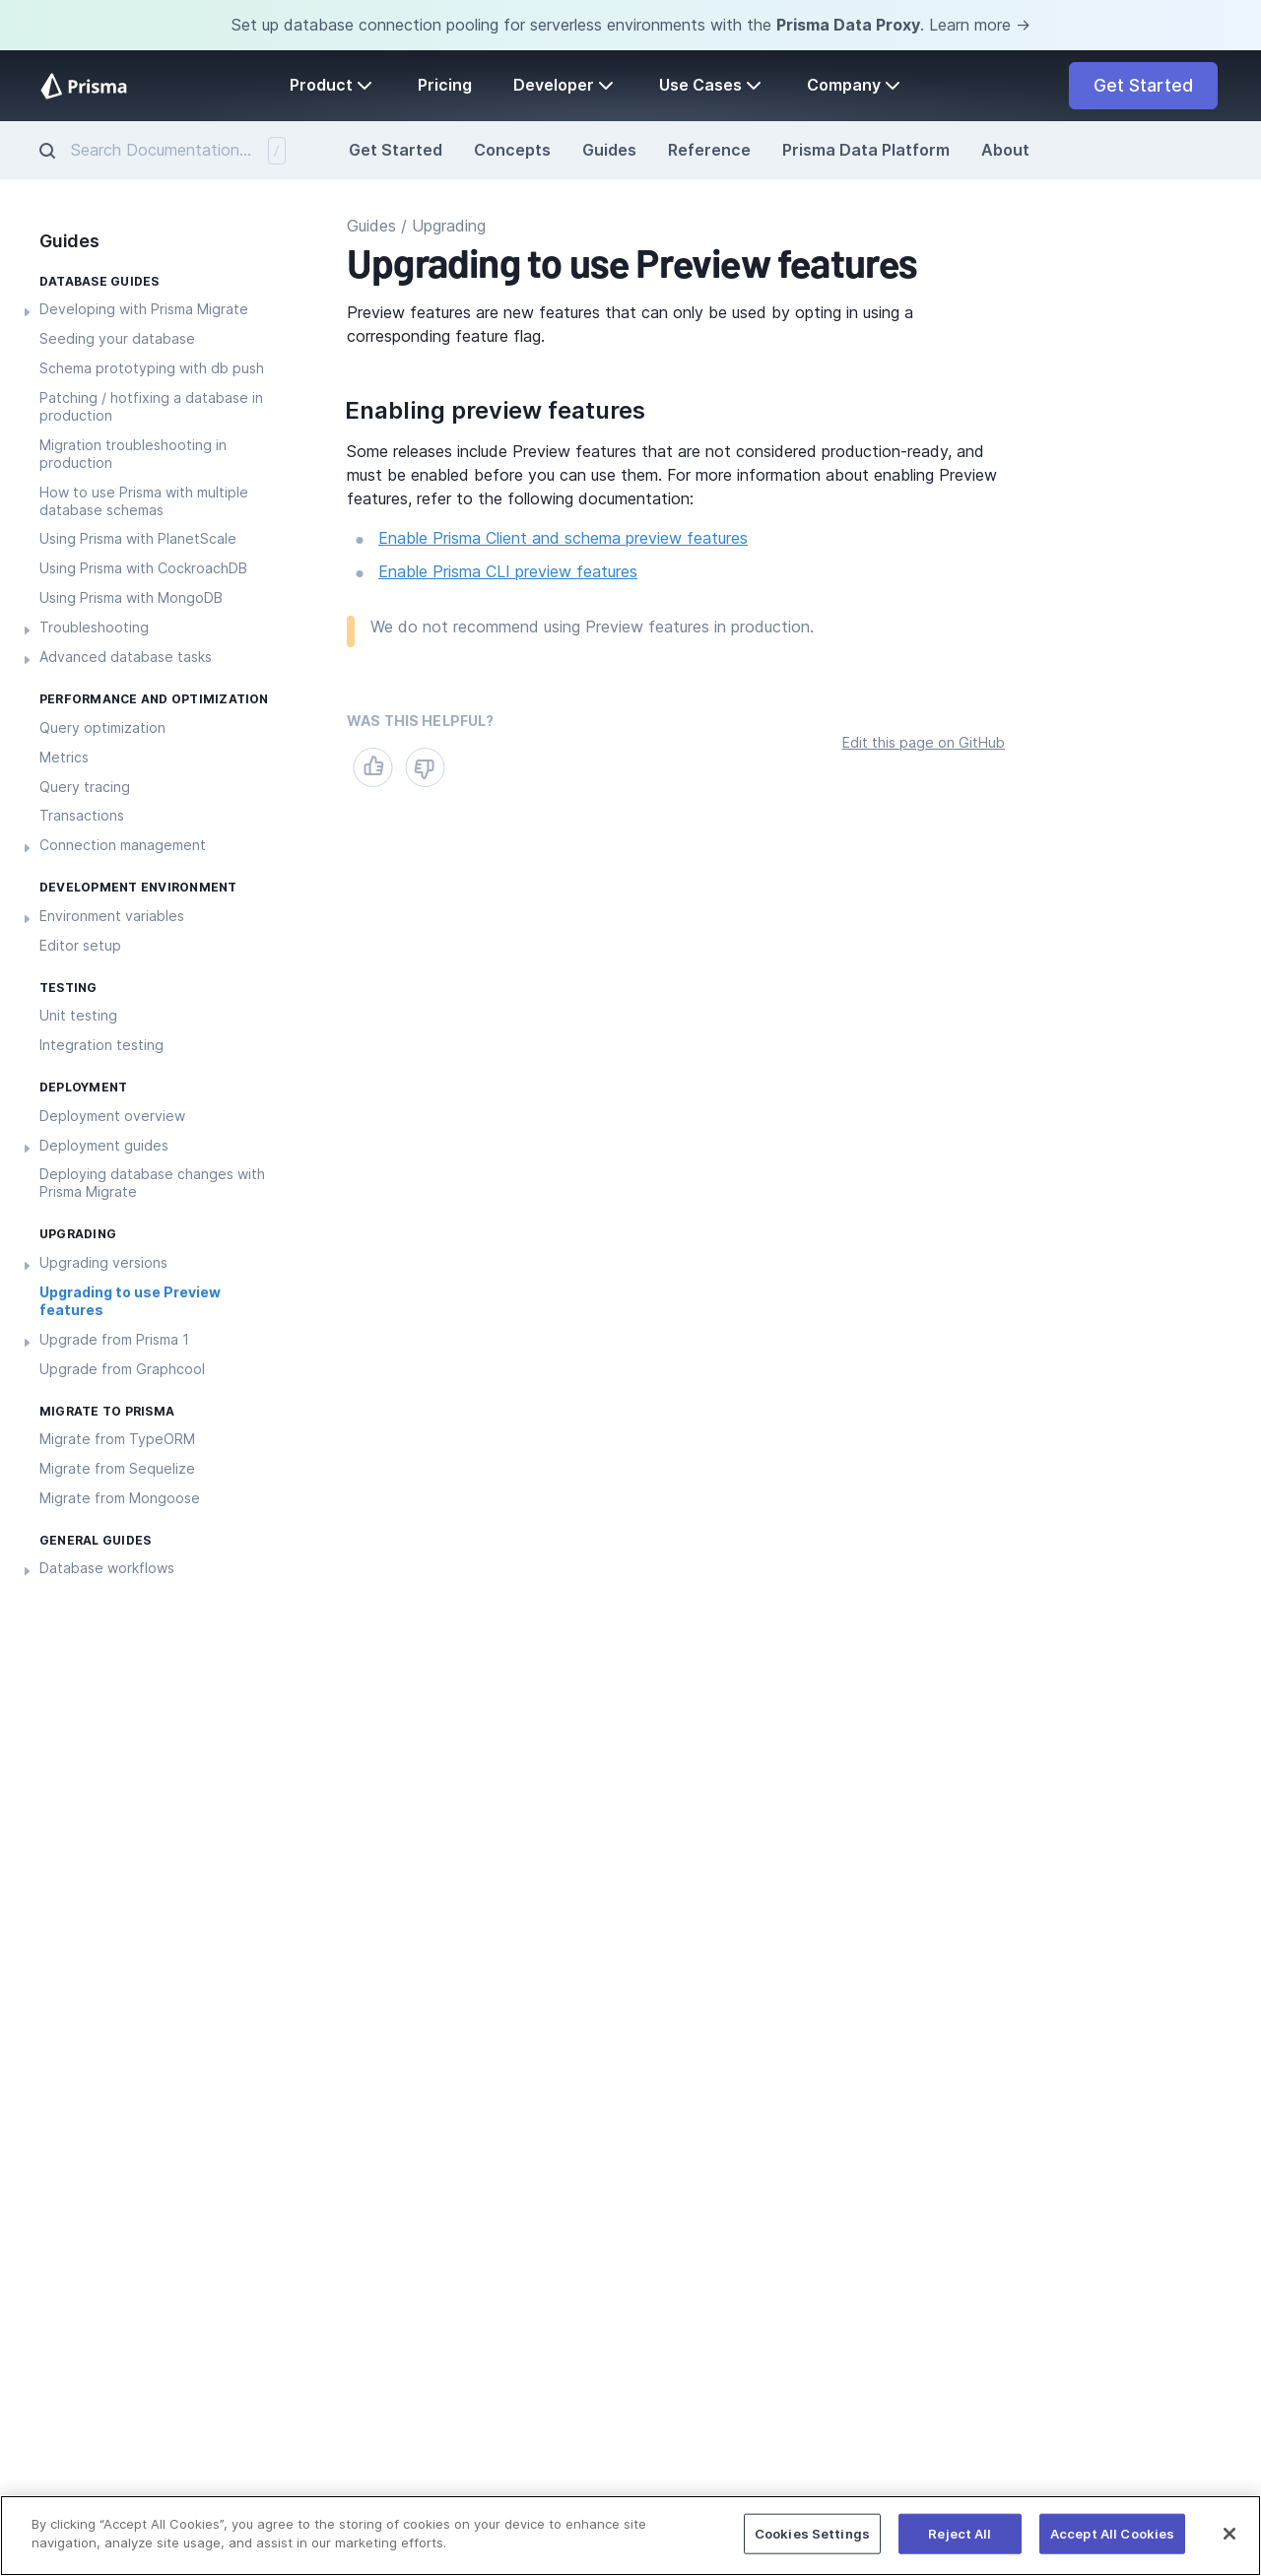 Set up database connection pooling for serverless environments with the Prisma Data Proxy. Learn more →
Prisma
Product
Pricing
Developer
Use Cases
Company
Get Started
Search Documentation...
/
Get Started
Concepts
Guides
Reference
Prisma Data Platform
About
Guides
DATABASE GUIDES
Developing with Prisma Migrate
Seeding your database
Schema prototyping with db push
Patching / hotfixing a database in
production
Migration troubleshooting in
production
How to use Prisma with multiple
database schemas
Using Prisma with PlanetScale
Using Prisma with CockroachDB
Using Prisma with MongoDB
Troubleshooting
Advanced database tasks
PERFORMANCE AND OPTIMIZATION
Query optimization
Metrics
Query tracing
Transactions
Connection management
DEVELOPMENT ENVIRONMENT
Environment variables
Editor setup
TESTING
Unit testing
Integration testing
DEPLOYMENT
Deployment overview
Deployment guides
Deploying database changes with
Prisma Migrate
UPGRADING
Upgrading versions
Upgrading to use Preview
features
Upgrade from Prisma 1
Upgrade from Graphcool
MIGRATE TO PRISMA
Migrate from TypeORM
Migrate from Sequelize
Migrate from Mongoose
GENERAL GUIDES
Database workflows
Guides / Upgrading
Upgrading to use Preview features
Preview features are new features that can only be used by opting in using a
corresponding feature flag.
Enabling preview features
Some releases include Preview features that are not considered production-ready, and
must be enabled before you can use them. For more information about enabling Preview
features, refer to the following documentation:
Enable Prisma Client and schema preview features
Enable Prisma CLI preview features
We do not recommend using Preview features in production.
WAS THIS HELPFUL?
Edit this page on GitHub
By clicking “Accept All Cookies”, you agree to the storing of cookies on your device to enhance site
navigation, analyze site usage, and assist in our marketing efforts.
Cookies Settings
Reject All
Accept All Cookies